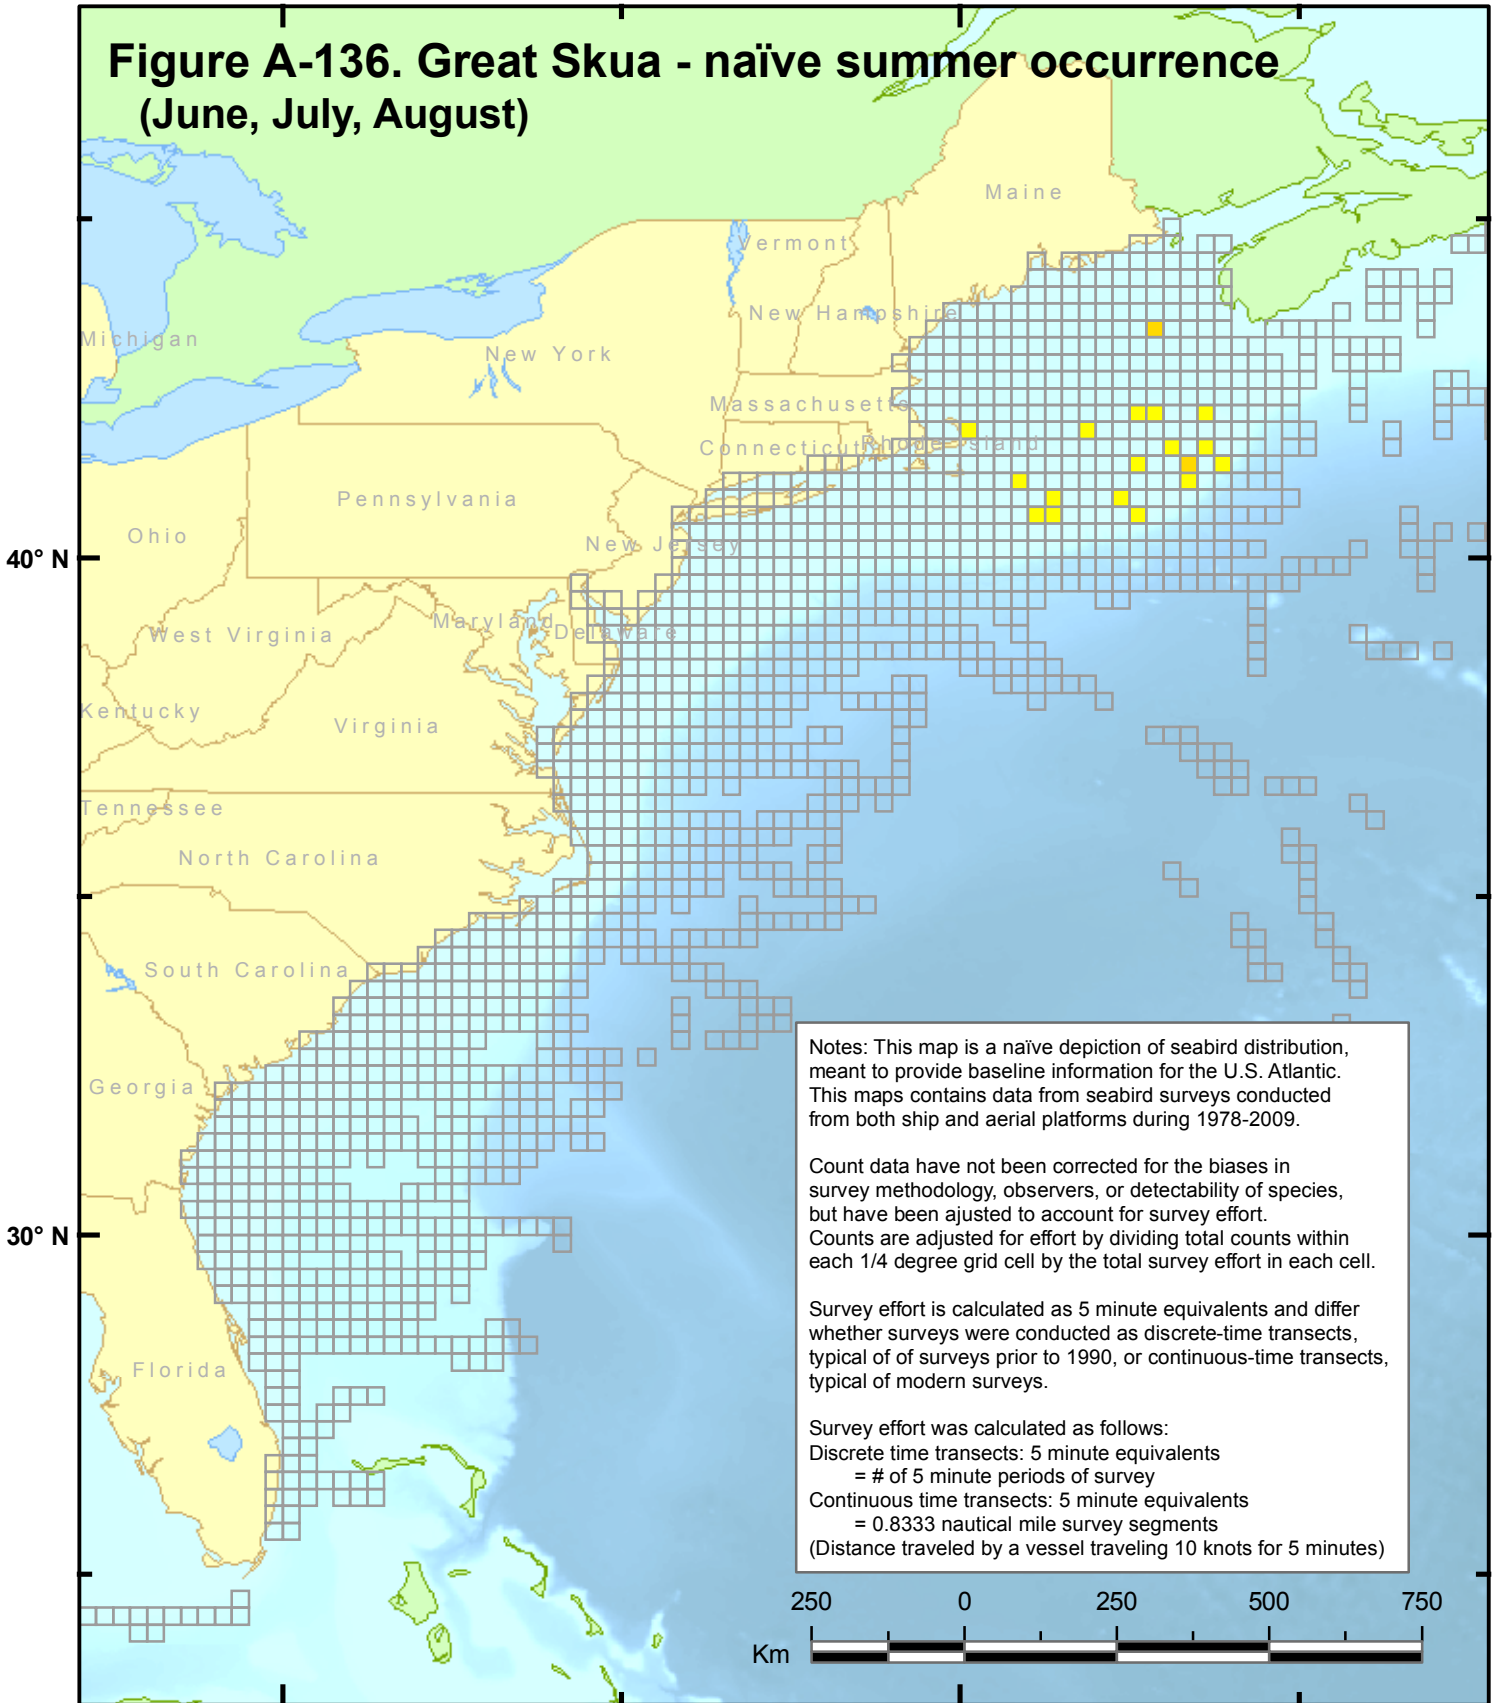 Figure A-136. Great Skua - naïve summer occurrence
(June, July, August)
Maine
Vermont
New Hampshire
Michigan
New York
Massachusetts
Connecticut
Rhode Island
Pennsylvania
Ohio
New Jersey
40° N
Maryland
Delaware
West Virginia
Kentucky
Virginia
Tennessee
North Carolina
South Carolina
Georgia
30° N
Florida
Notes: This map is a naïve depiction of seabird distribution,
meant to provide baseline information for the U.S. Atlantic.
This maps contains data from seabird surveys conducted
from both ship and aerial platforms during 1978-2009.
Count data have not been corrected for the biases in
survey methodology, observers, or detectability of species,
but have been ajusted to account for survey effort.
Counts are adjusted for effort by dividing total counts within
each 1/4 degree grid cell by the total survey effort in each cell.
Survey effort is calculated as 5 minute equivalents and differ
whether surveys were conducted as discrete-time transects,
typical of of surveys prior to 1990, or continuous-time transects,
typical of modern surveys.
Survey effort was calculated as follows:
Discrete time transects: 5 minute equivalents
= # of 5 minute periods of survey
Continuous time transects: 5 minute equivalents
= 0.8333 nautical mile survey segments
(Distance traveled by a vessel traveling 10 knots for 5 minutes)
250 0 250 500 750
Km